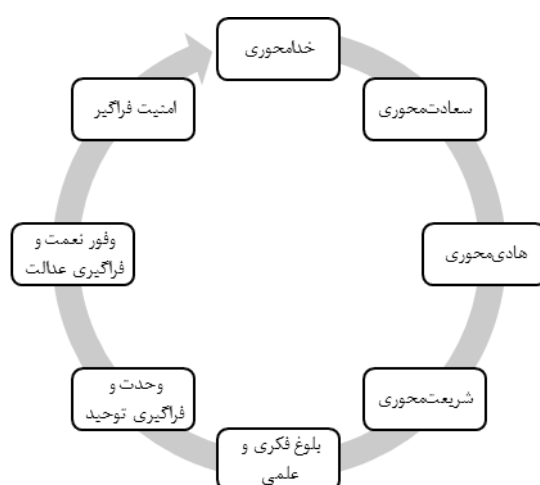 خدامحوری
سعادت‌محوری
هادی‌محوری
شریعت‌محوری
بلوغ فکری و
علمی
وحدت و
فراگیری توحید
وفور نعمت و
فراگیری عدالت
امنیت فراگیر